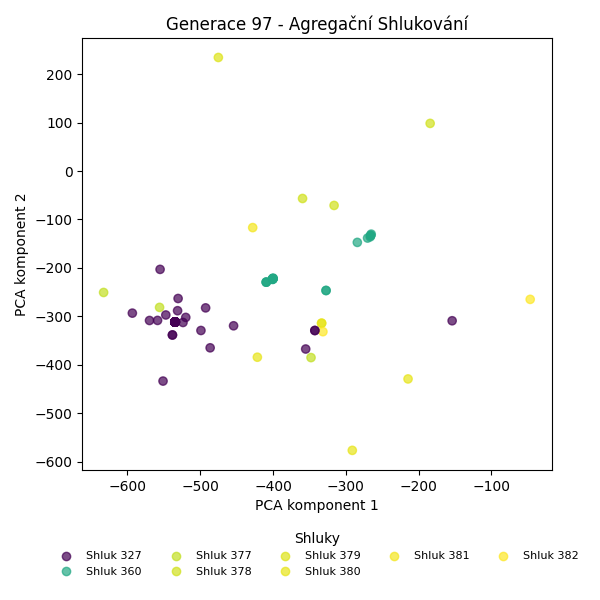 Generace 97 - Agregační Shlukování
200
100
0
−100
−200
−300
−400
−500
−600
PCA komponent 2
−600 −500 −400 −300 −200 −100
PCA komponent 1
Shluky
Shluk 327 Shluk 377 Shluk 379 Shluk 381 Shluk 382
Shluk 360 Shluk 378 Shluk 380